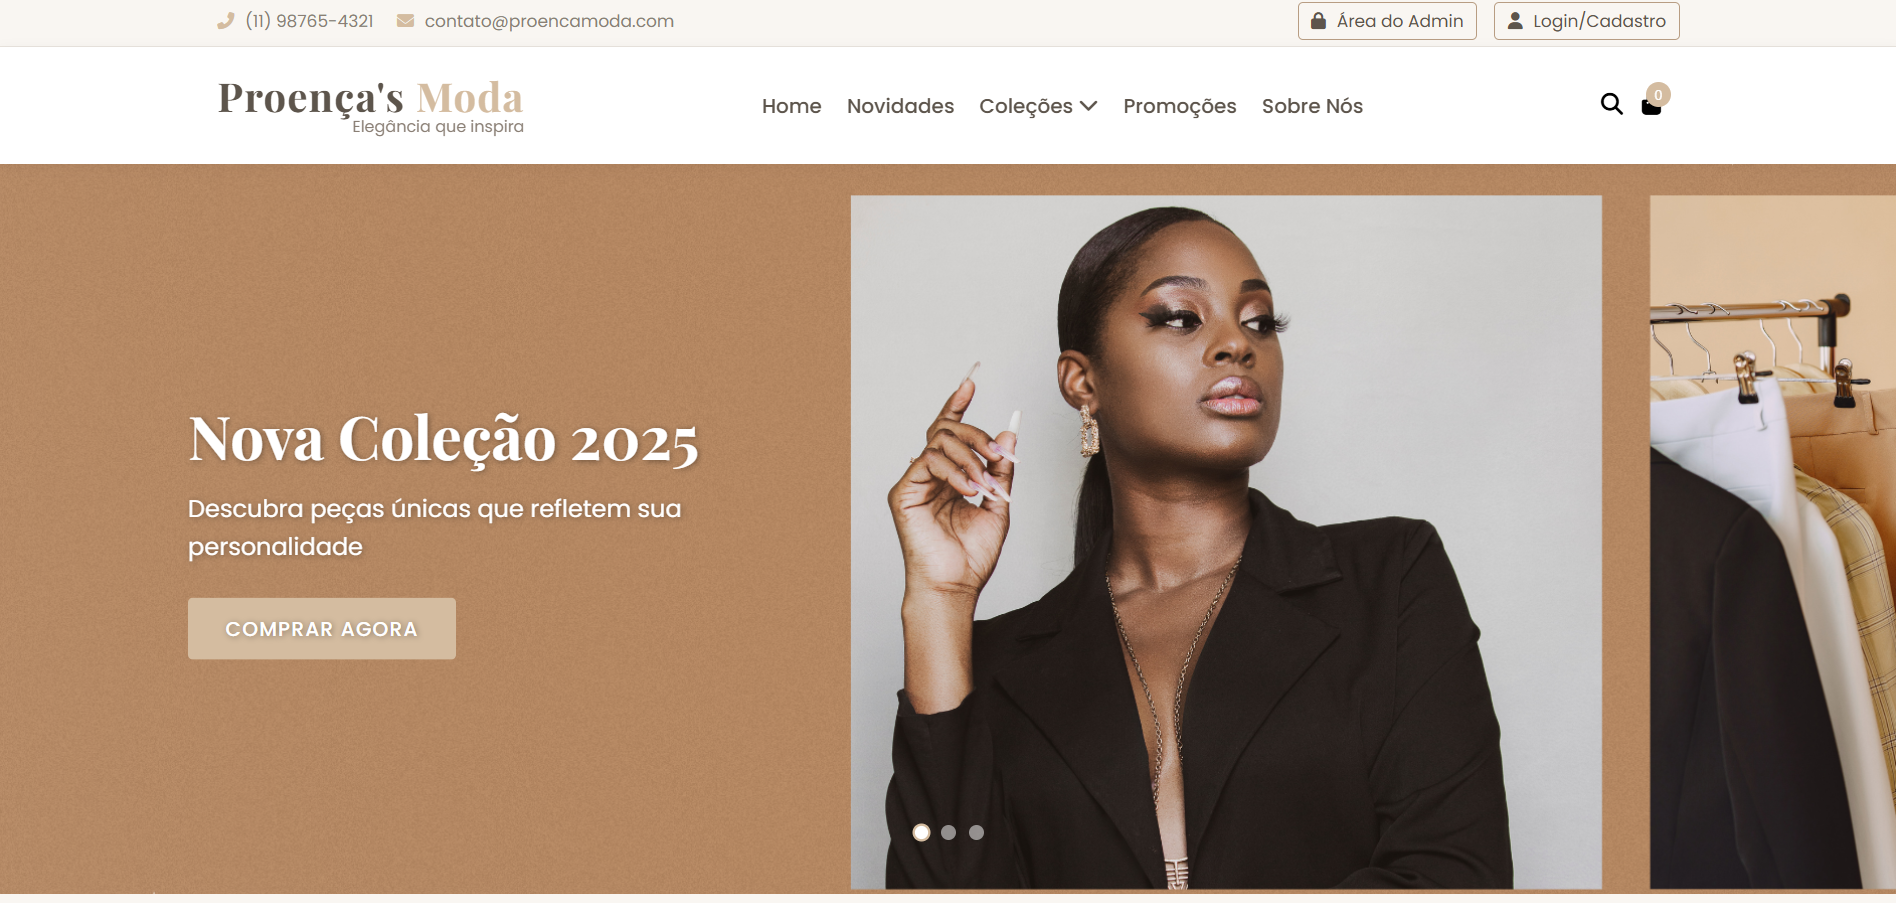 (11) 98765-4321
contato@proencamoda.com
Área do Admin
Login/Cadastro
Proença's Moda
Elegância que inspira
Home
Novidades
Coleções
Promoções
Sobre Nós
0
Nova Coleção 2025
Descubra peças únicas que refletem sua
personalidade
COMPRAR AGORA